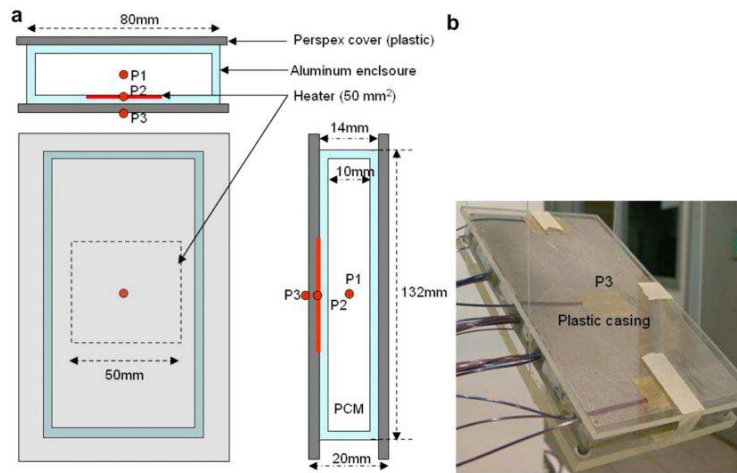 a
80mm
Perspex cover (plastic)
Aluminum enclsoure
Heater (50 mm²)
P1
P2
P3
14mm
10mm
P3
P1
P2
132mm
50mm
PCM
20mm
b
P3
Plastic casing